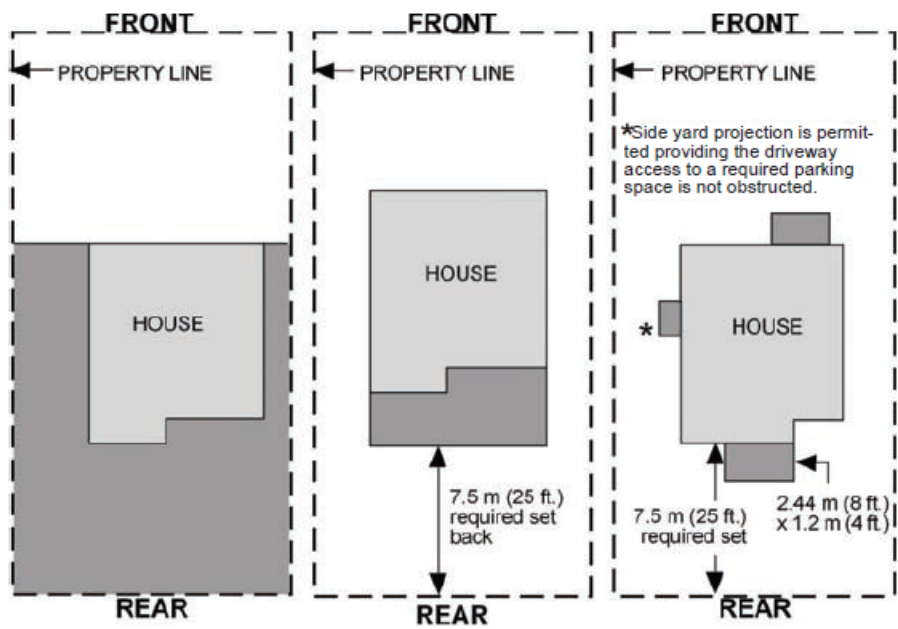 FRONT
PROPERTY LINE
HOUSE
REAR
FRONT
PROPERTY LINE
HOUSE
7.5 m (25 ft.)
required set
back
REAR
FRONT
PROPERTY LINE
*Side yard projection is permit-
ted providing the driveway
access to a required parking
space is not obstructed.
HOUSE
*
7.5 m (25 ft.)
required set
2.44 m (8 ft.)
x 1.2 m (4 ft.)
REAR